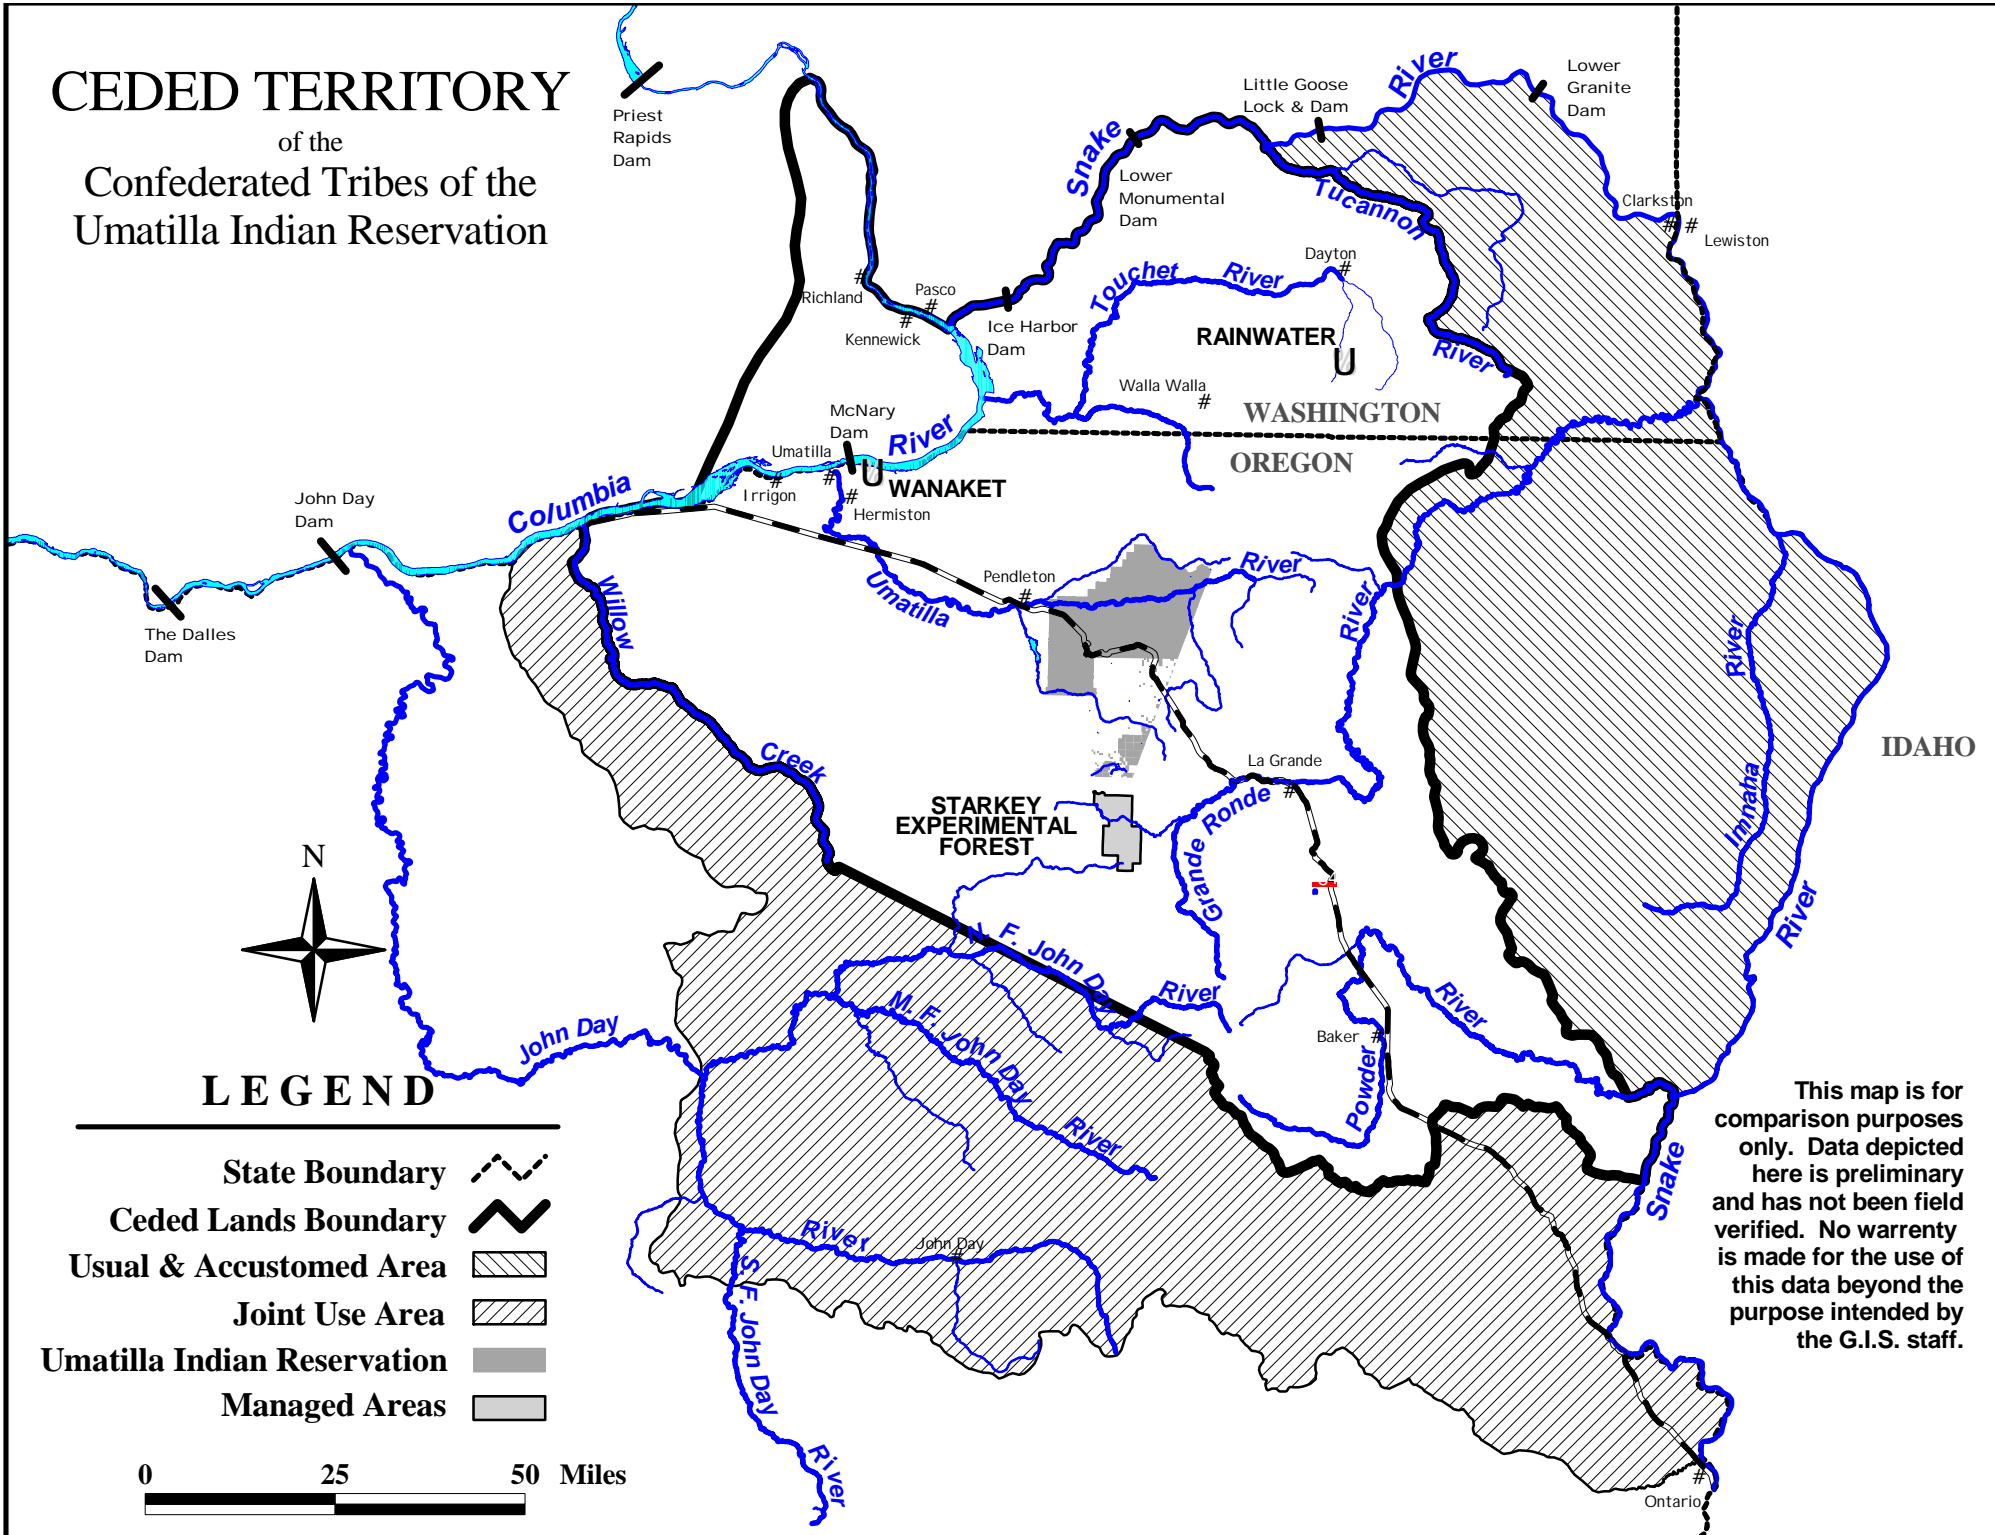 CEDED TERRITORY
of the
Confederated Tribes of the
Umatilla Indian Reservation
Priest
Rapids
Dam
Little Goose
Lock & Dam
River
Lower
Granite
Dam
Snake
Lower
Monumental
Dam
Tucannon
River
Clarkston
# #
Lewiston
Dayton
#
Touchet River
#
Richland
Pasco
#
#
Kennewick
Ice Harbor
Dam
RAINWATER
U
Walla Walla
#
WASHINGTON
OREGON
McNary
Dam
River
Umatilla
#
U
WANAKET
#
Irrigon
#
Hermiston
Columbia
John Day
Dam
The Dalles
Dam
Willow
Creek
Pendleton
#
Umatilla
River
River
River
Imnaha
IDAHO
La Grande
#
STARKEY
EXPERIMENTAL
FOREST
Grande Ronde
River
N. F. John Day
River
M. F. John Day
River
River
Baker #
Powder
John Day
River
John Day
#
S. F. John Day
River
Snake
Ontario
#
N
LEGEND
State Boundary
Ceded Lands Boundary
Usual & Accustomed Area
Joint Use Area
Umatilla Indian Reservation
Managed Areas
0 25 50 Miles
This map is for
comparison purposes
only. Data depicted
here is preliminary
and has not been field
verified. No warrenty
is made for the use of
this data beyond the
purpose intended by
the G.I.S. staff.